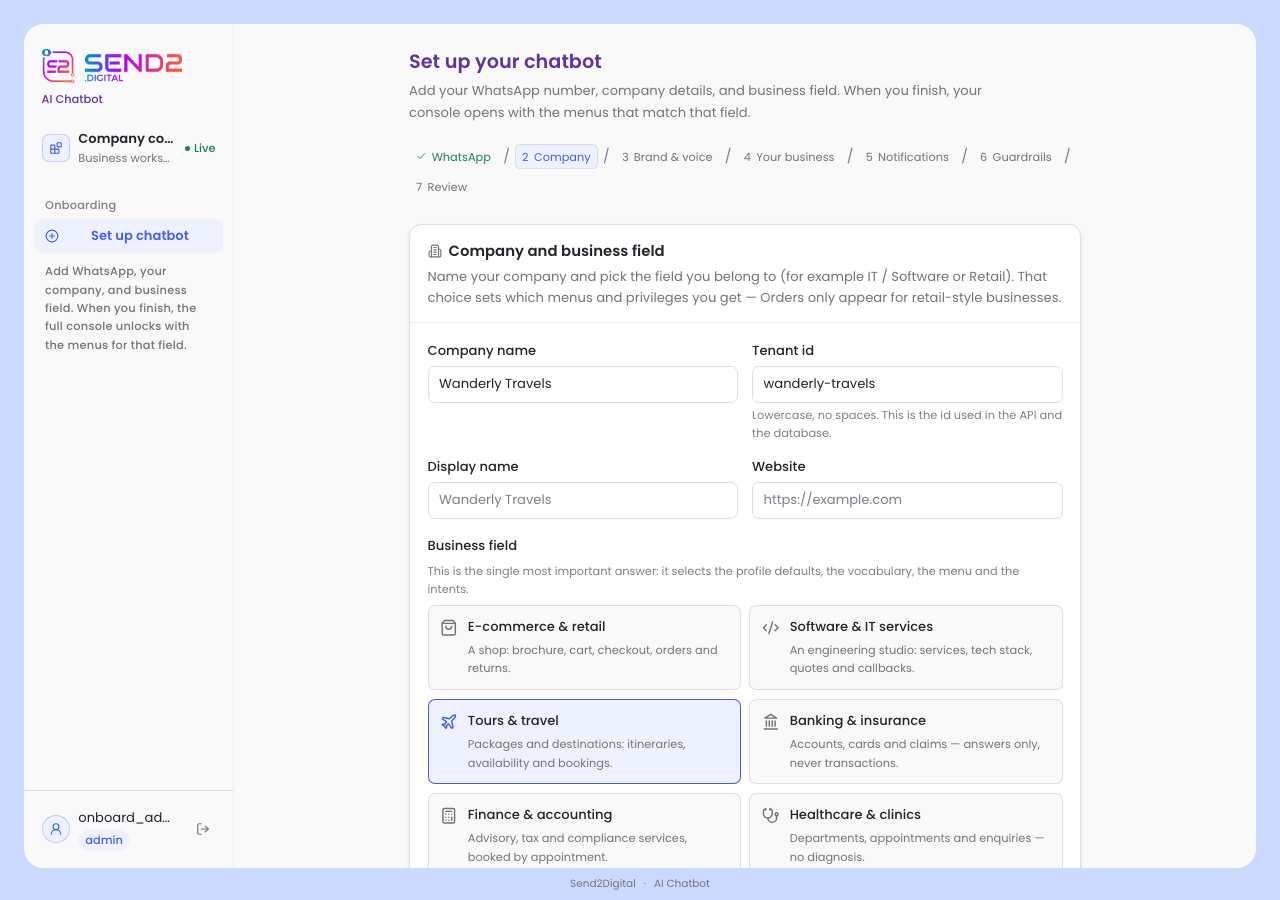 SEND2
.DIGITAL
AI Chatbot
Company co...
Business works...
Live
Onboarding
Set up chatbot
Add WhatsApp, your
company, and business
field. When you finish, the
full console unlocks with
the menus for that field.
onboard_ad...
admin
Set up your chatbot
Add your WhatsApp number, company details, and business field. When you finish, your
console opens with the menus that match that field.
WhatsApp / 2 Company / 3 Brand & voice / 4 Your business / 5 Notifications / 6 Guardrails /
7 Review
Company and business field
Name your company and pick the field you belong to (for example IT / Software or Retail). That
choice sets which menus and privileges you get — Orders only appear for retail-style businesses.
Company name
Wanderly Travels
Tenant id
wanderly-travels
Lowercase, no spaces. This is the id used in the API and
the database.
Display name
Wanderly Travels
Website
https://example.com
Business field
This is the single most important answer: it selects the profile defaults, the vocabulary, the menu and the
intents.
E-commerce & retail
A shop: brochure, cart, checkout, orders and
returns.
Software & IT services
An engineering studio: services, tech stack,
quotes and callbacks.
Tours & travel
Packages and destinations: itineraries,
availability and bookings.
Banking & insurance
Accounts, cards and claims — answers only,
never transactions.
Finance & accounting
Advisory, tax and compliance services,
booked by appointment.
Healthcare & clinics
Departments, appointments and enquiries —
no diagnosis.
Send2Digital · AI Chatbot